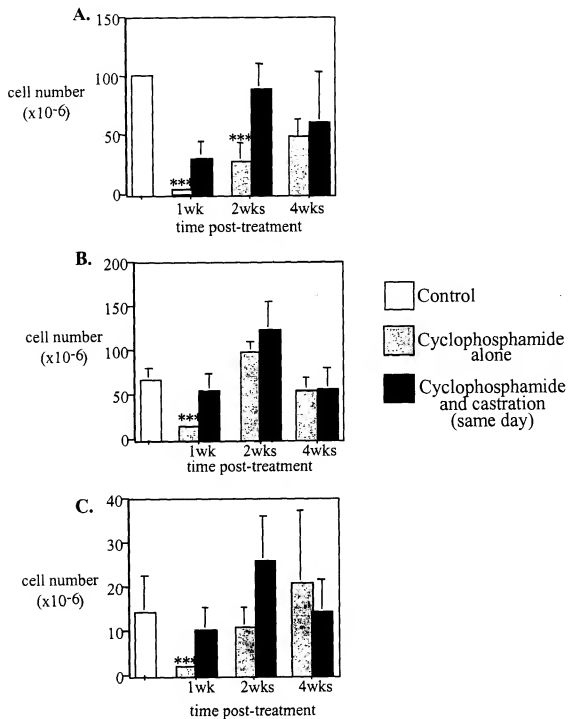 A.
150
100
50
0
cell number
(x10-6)
***
***
1wk 2wks 4wks
time post-treatment
B.
200
150
100
50
0
cell number
(x10-6)
***
1wk 2wks 4wks
time post-treatment
Control
Cyclophosphamide
alone
Cyclophosphamide
and castration
(same day)
C.
40
30
20
10
0
cell number
(x10-6)
***
1wk 2wks 4wks
time post-treatment